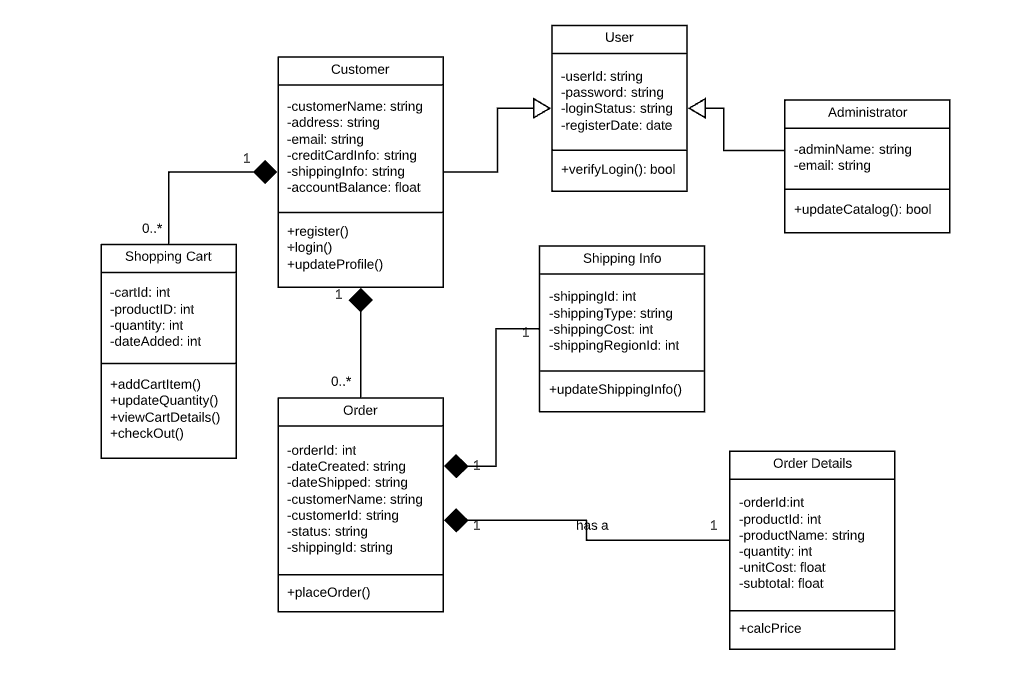 User
-userId: string
-password: string
-loginStatus: string
-registerDate: date
+verifyLogin(): bool
Customer
-customerName: string
-address: string
-email: string
-creditCardInfo: string
-shippingInfo: string
-accountBalance: float
+register()
+login()
+updateProfile()
Administrator
-adminName: string
-email: string
+updateCatalog(): bool
1
0..*
Shopping Cart
-cartId: int
-productID: int
-quantity: int
-dateAdded: int
+addCartItem()
+updateQuantity()
+viewCartDetails()
+checkOut()
1
0..*
Shipping Info
-shippingId: int
-shippingType: string
-shippingCost: int
-shippingRegionId: int
+updateShippingInfo()
1
Order
-orderId: int
-dateCreated: string
-dateShipped: string
-customerName: string
-customerId: string
-status: string
-shippingId: string
+placeOrder()
1
1
has a
1
Order Details
-orderId:int
-productId: int
-productName: string
-quantity: int
-unitCost: float
-subtotal: float
+calcPrice